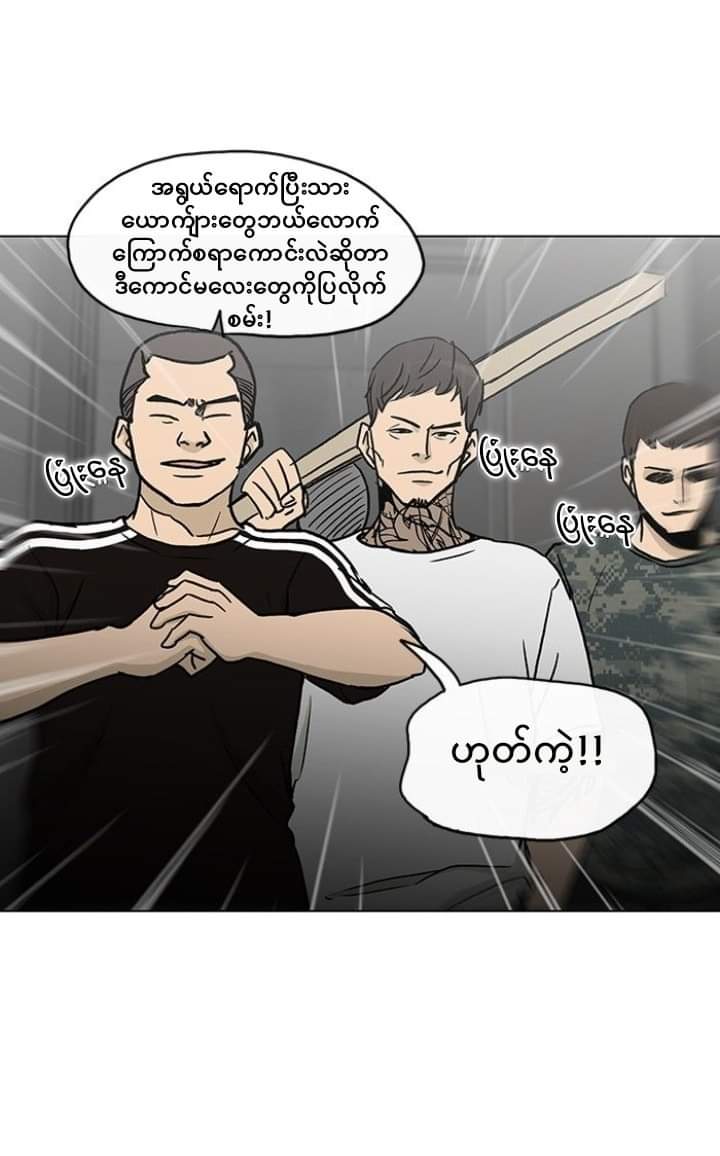 အရွယ်ရောက်ပြီးသား
ယောက်ျားတွေဘယ်လောက်
ကြောက်စရာကောင်းလဲဆိုတာ
ဒီကောင်မလေးတွေကိုပြလိုက်
စမ်း!
ပြုံးနေ
ပြုံးနေ
ပြုံးနေ
ဟုတ်ကဲ့!!